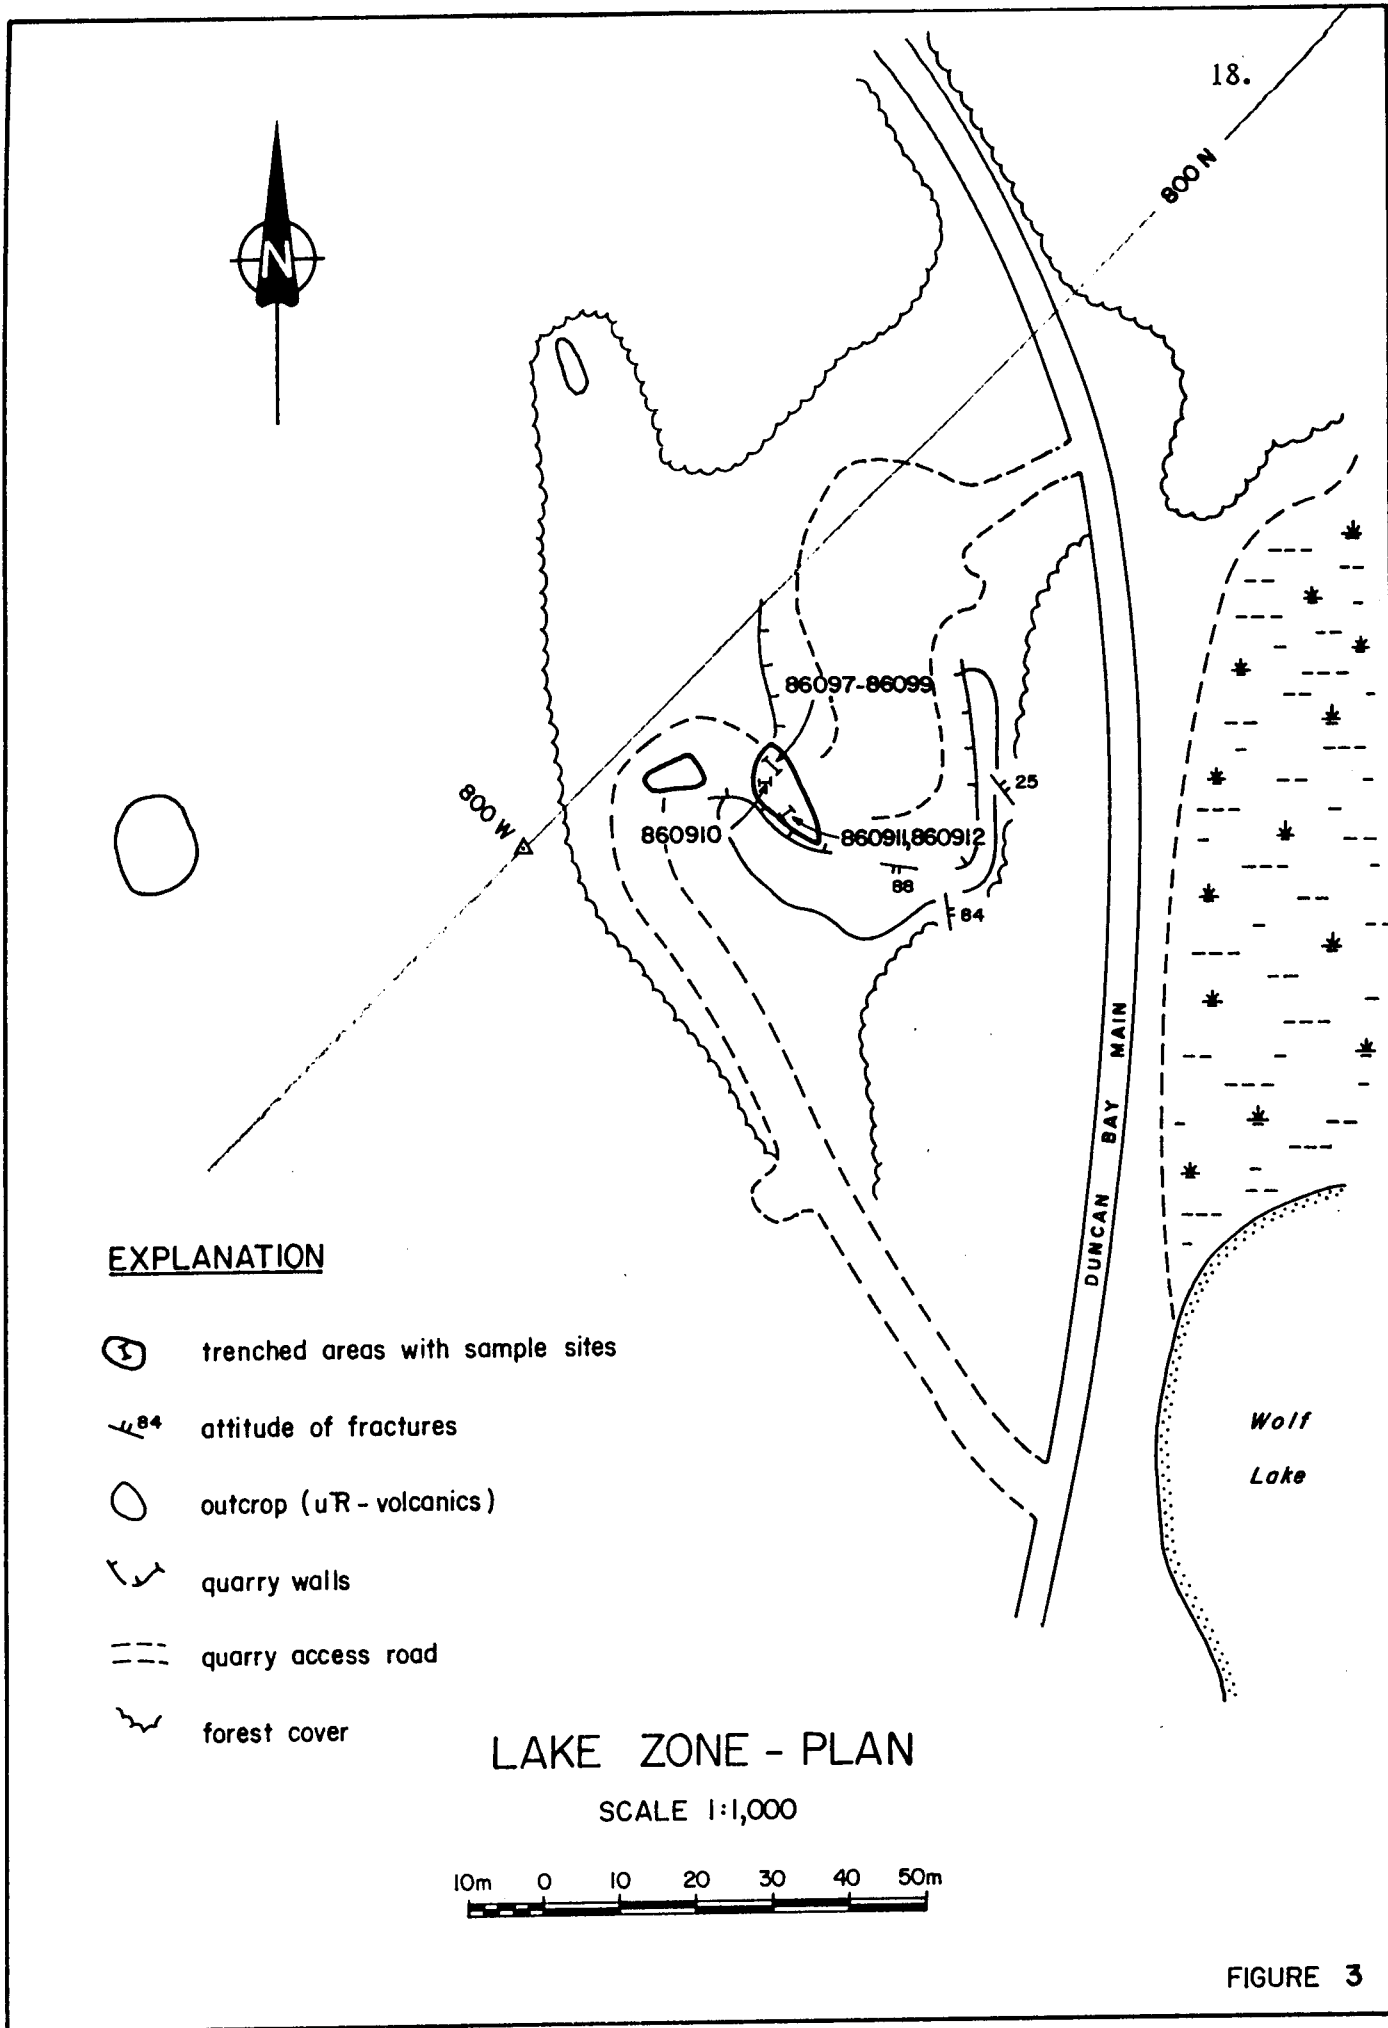 18.
800 N
N
86097-86099
25
800 W
860910
860911,860912
88
84
DUNCAN BAY MAIN
EXPLANATION
trenched areas with sample sites
84 attitude of fractures
outcrop (uTR - volcanics)
quarry walls
quarry access road
forest cover
Wolf
Lake
LAKE ZONE - PLAN
SCALE 1:1,000
10m 0 10 20 30 40 50m
FIGURE 3